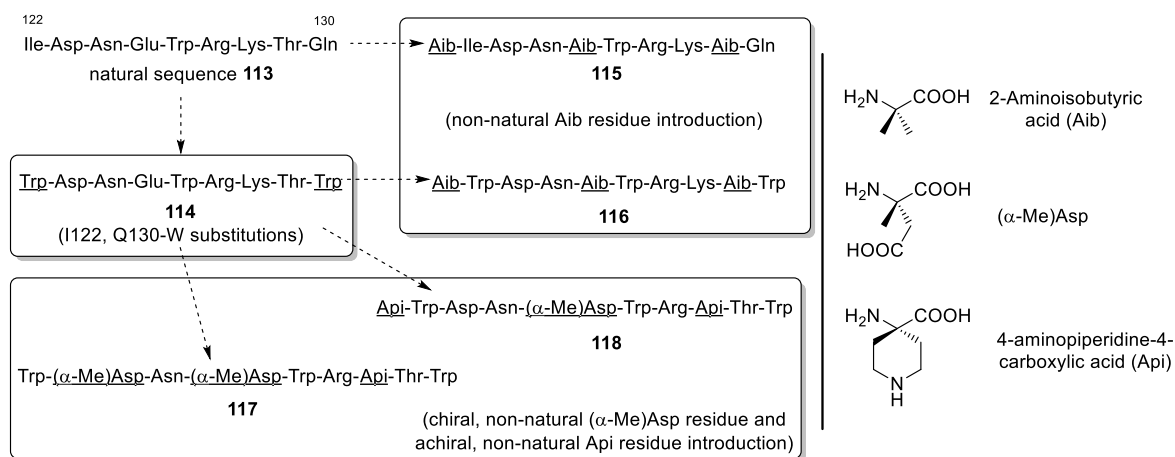 122
130
Ile-Asp-Asn-Glu-Trp-Arg-Lys-Thr-Gln
natural sequence 113
Aib-Ile-Asp-Asn-Aib-Trp-Arg-Lys-Aib-Gln
115
(non-natural Aib residue introduction)
Trp-Asp-Asn-Glu-Trp-Arg-Lys-Thr-Trp
114
(I122, Q130-W substitutions)
Aib-Trp-Asp-Asn-Aib-Trp-Arg-Lys-Aib-Trp
116
Api-Trp-Asp-Asn-(α-Me)Asp-Trp-Arg-Api-Thr-Trp
118
Trp-(α-Me)Asp-Asn-(α-Me)Asp-Trp-Arg-Api-Thr-Trp
117
(chiral, non-natural (α-Me)Asp residue and
achiral, non-natural Api residue introduction)
H2N COOH
2-Aminoisobutyric
acid (Aib)
H2N COOH
HOOC
(α-Me)Asp
H2N COOH
N
H
4-aminopiperidine-4-
carboxylic acid (Api)